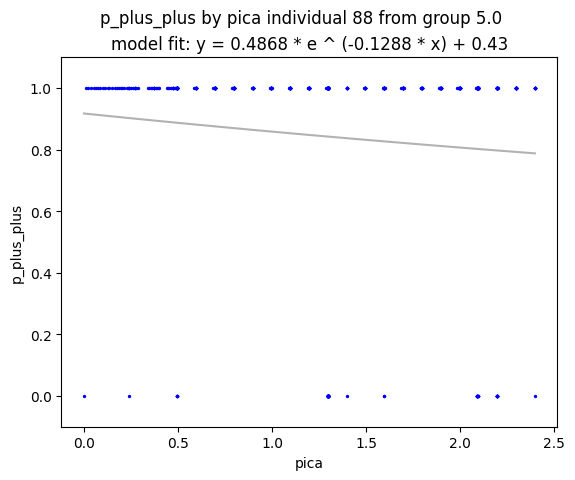 p_plus_plus by pica individual 88 from group 5.0
model fit: y = 0.4868 * e ^ (-0.1288 * x) + 0.43
1.0
0.8
0.6
0.4
0.2
0.0
p_plus_plus
0.0 0.5 1.0 1.5 2.0 2.5
pica